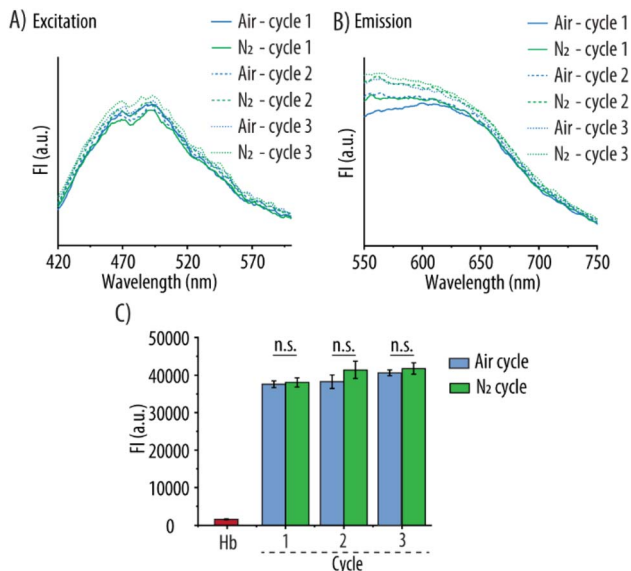 A) Excitation
Air - cycle 1
N₂ - cycle 1
Air - cycle 2
N₂ - cycle 2
Air - cycle 3
N₂ - cycle 3
FI (a.u.)
420 470 520 570
Wavelength (nm)
B) Emission
Air - cycle 1
N₂ - cycle 1
Air - cycle 2
N₂ - cycle 2
Air - cycle 3
N₂ - cycle 3
FI (a.u.)
550 600 650 700 750
Wavelength (nm)
C)
50000
40000
30000
20000
10000
0
FI (a.u.)
n.s. n.s. n.s.
Air cycle
N₂ cycle
Hb 1 2 3
Cycle